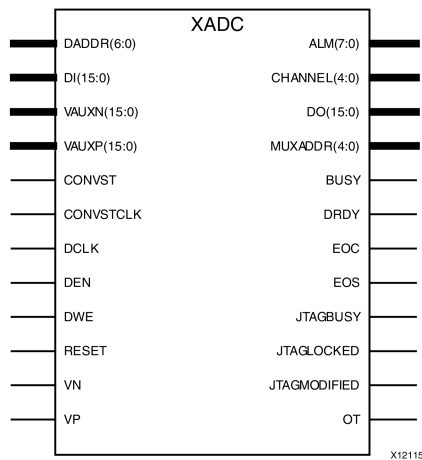 XADC
DADDR(6:0) ALM(7:0)
DI(15:0) CHANNEL(4:0)
VAUXN(15:0) DO(15:0)
VAUXP(15:0) MUXADDR(4:0)
CONVST BUSY
CONVSTCLK DRDY
DCLK EOC
DEN EOS
DWE JTAGBUSY
RESET JTAGLOCKED
VN JTAGMODIFIED
VP OT
X12115